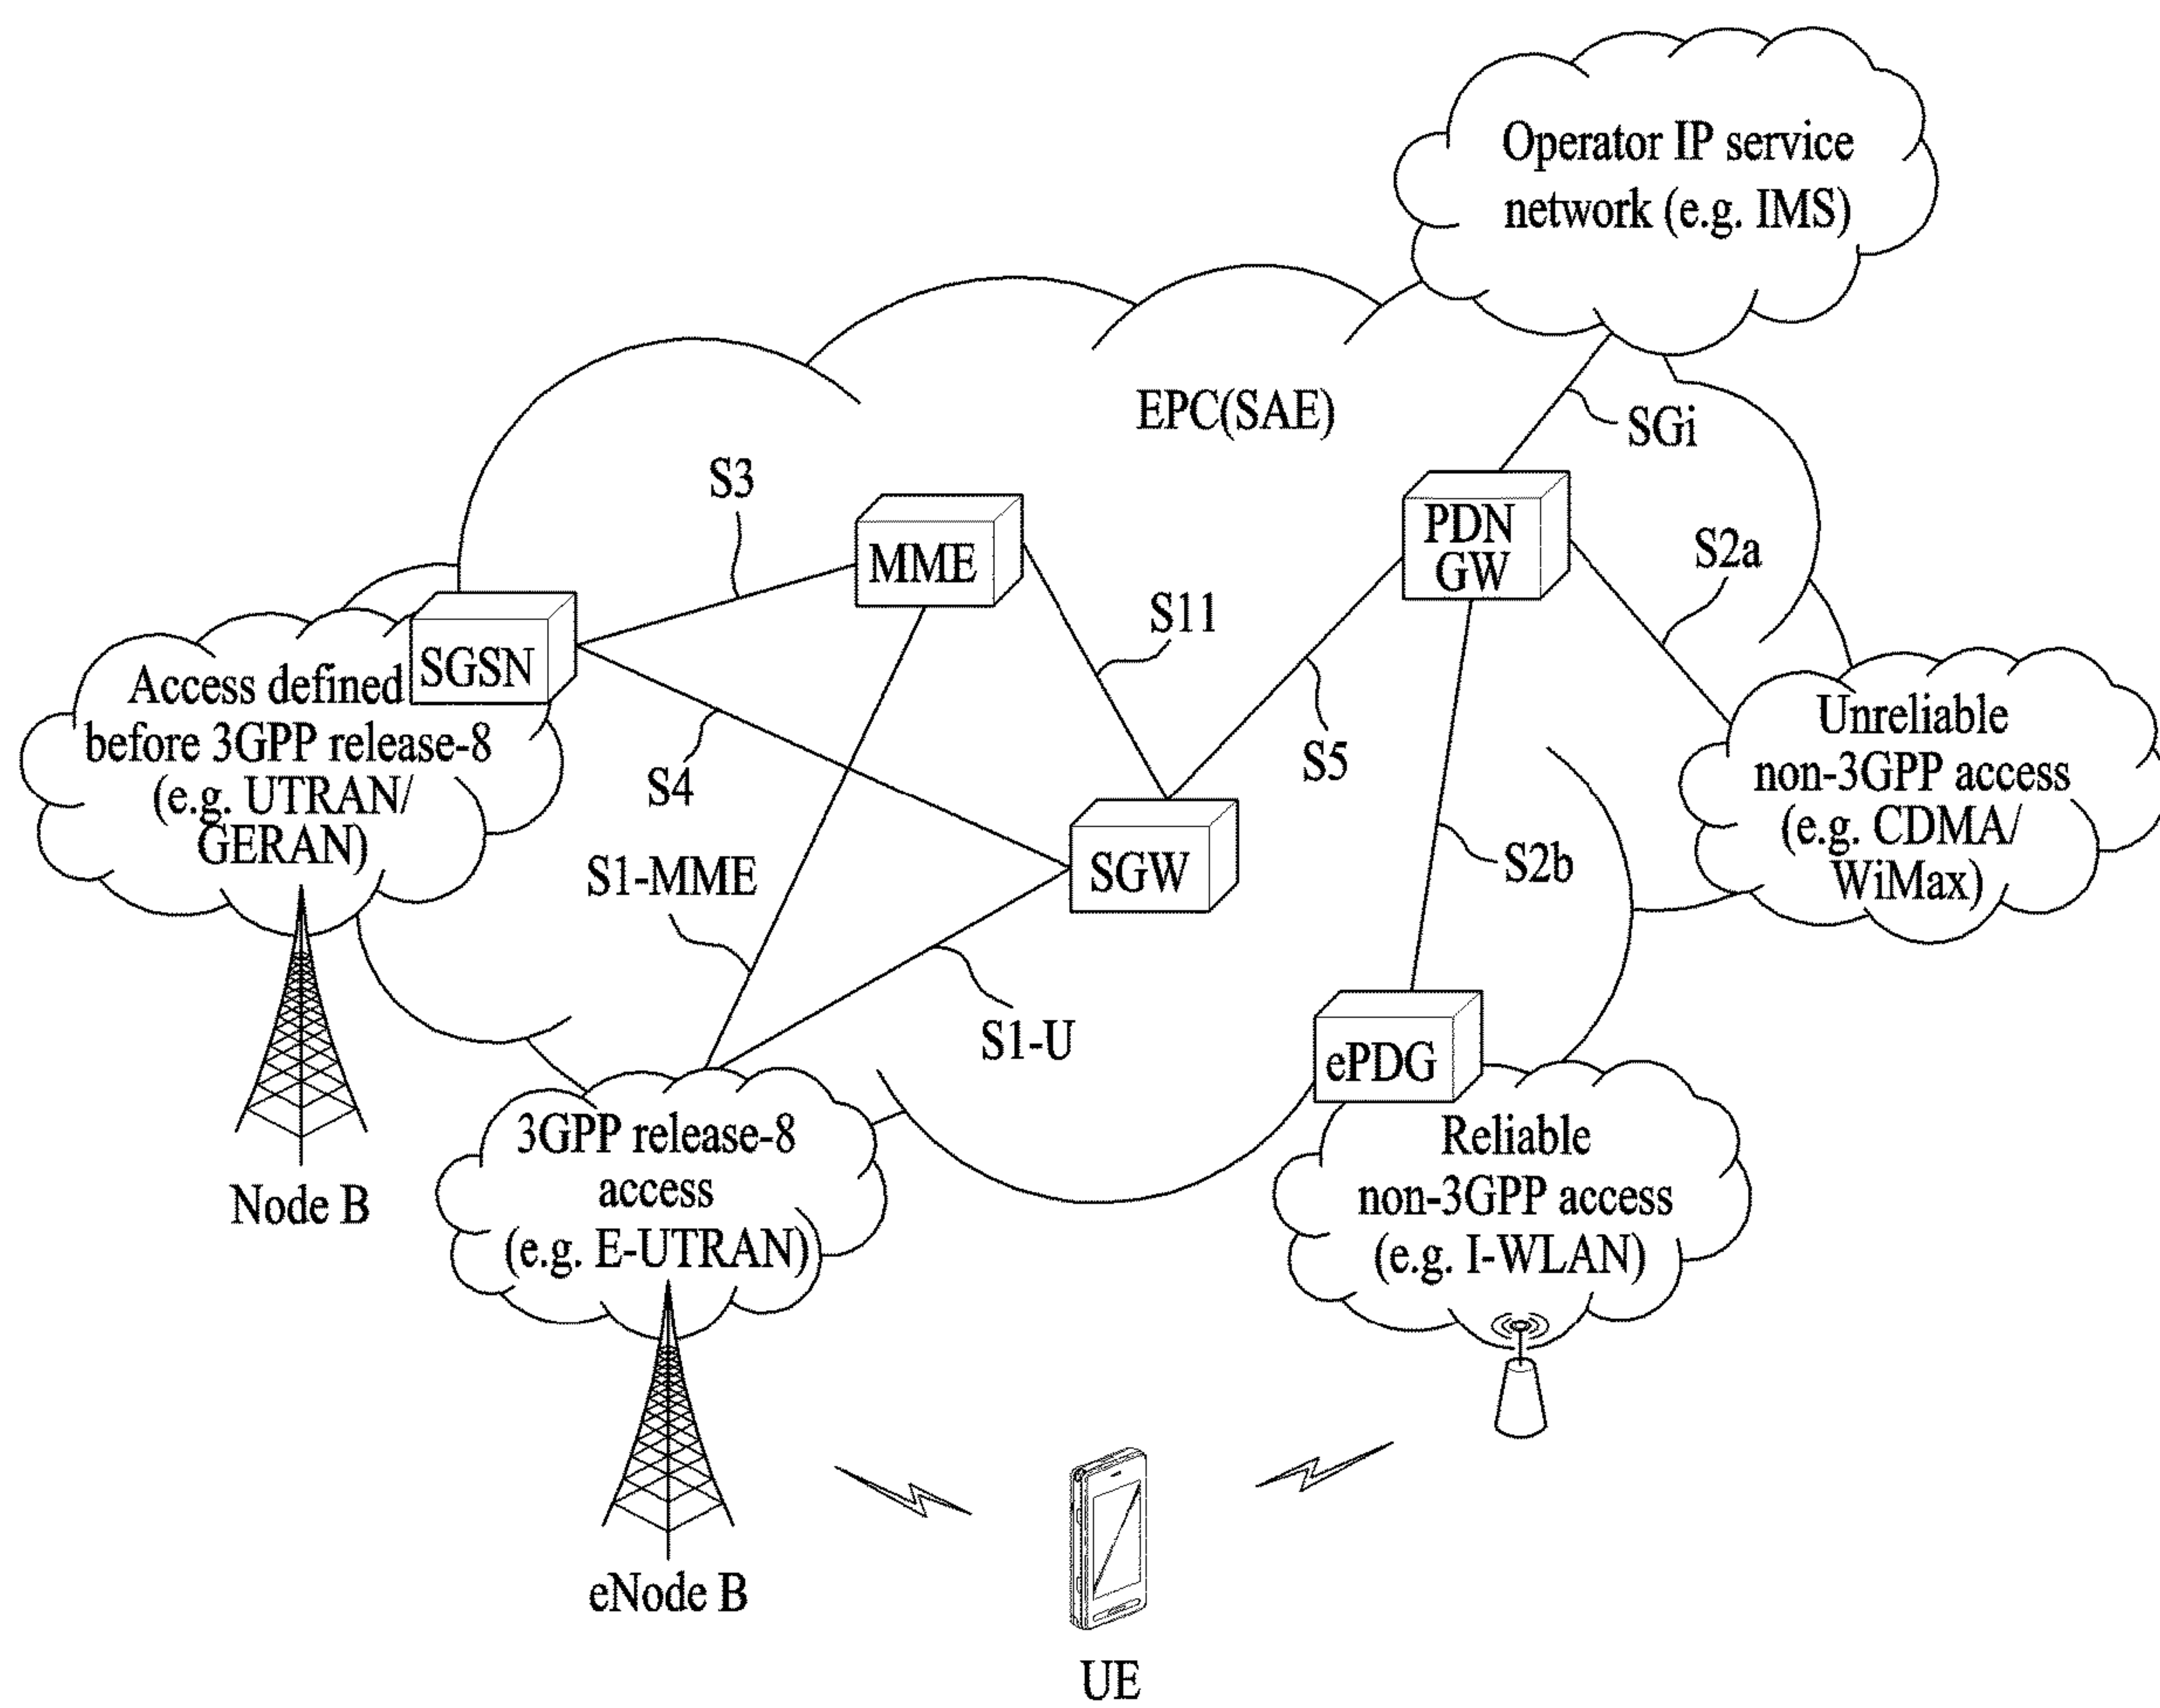 Operator IP service
network (e.g. IMS)
EPC(SAE)
SGi
S3
MME
PDN
GW
S2a
S11
SGSN
Access defined
before 3GPP release-8
(e.g. UTRAN/
GERAN)
S4
S5
Unreliable
non-3GPP access
(e.g. CDMA/
WiMax)
S1-MME
SGW
S2b
S1-U
ePDG
Node B
3GPP release-8
access
(e.g. E-UTRAN)
Reliable
non-3GPP access
(e.g. I-WLAN)
eNode B
UE